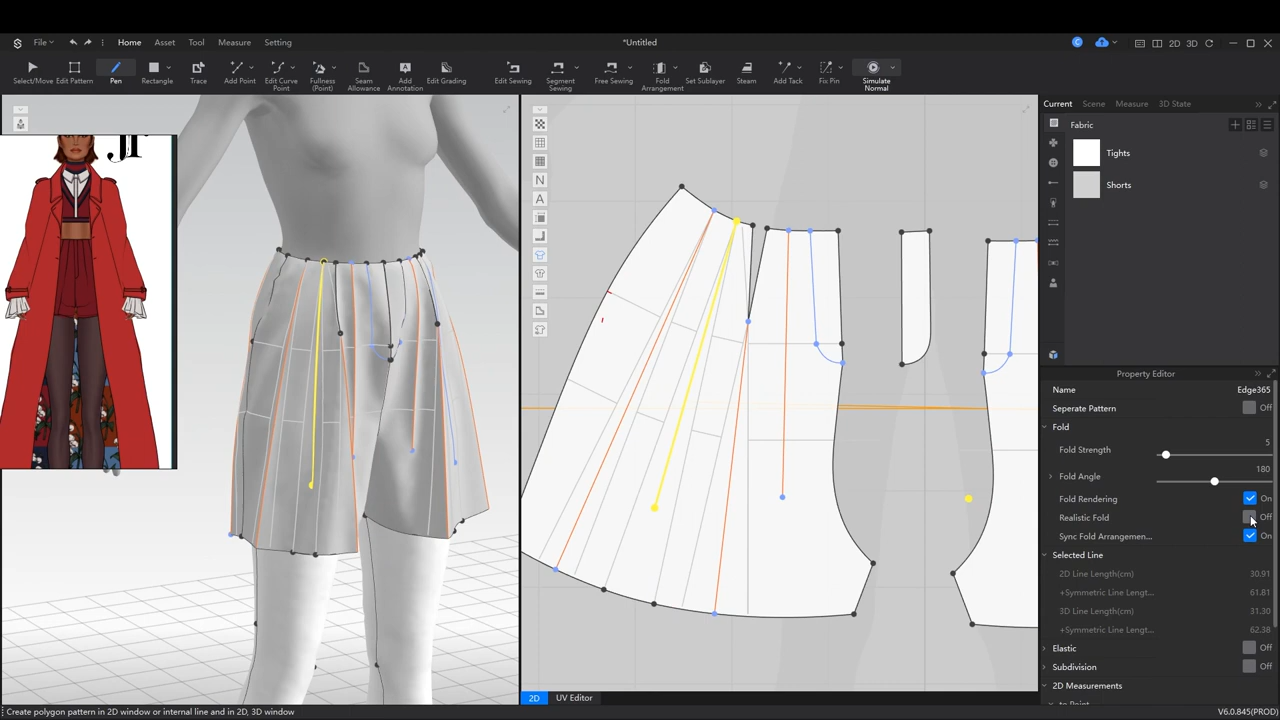 File Home Asset Tool Measure Setting *Untitled 2D 3D
Select/Move Edit Pattern Pen Rectangle Trace Add Point Edit Curve Point Fullness (Point) Seam Allowance Add Annotation Edit Grading Edit Sewing Segment Sewing Free Sewing Fold Arrangement Set Sublayer Steam Add Tack Fix Pin Simulate Normal
Current Scene Measure 3D State
Fabric
Tights
Shorts
Property Editor
Name Edge365
Seperate Pattern Off
Fold
Fold Strength 5
Fold Angle 180
Fold Rendering On
Realistic Fold Off
Sync Fold Arrangemen... On
Selected Line
2D Line Length(cm) 30.91
+Symmetric Line Lengt... 61.81
3D Line Length(cm) 31.30
+Symmetric Line Lengt... 62.38
Elastic Off
Subdivision Off
2D Measurements
to Point
2D UV Editor
Create polygon pattern in 2D window or internal line and in 2D, 3D window V6.0.845(PROD)